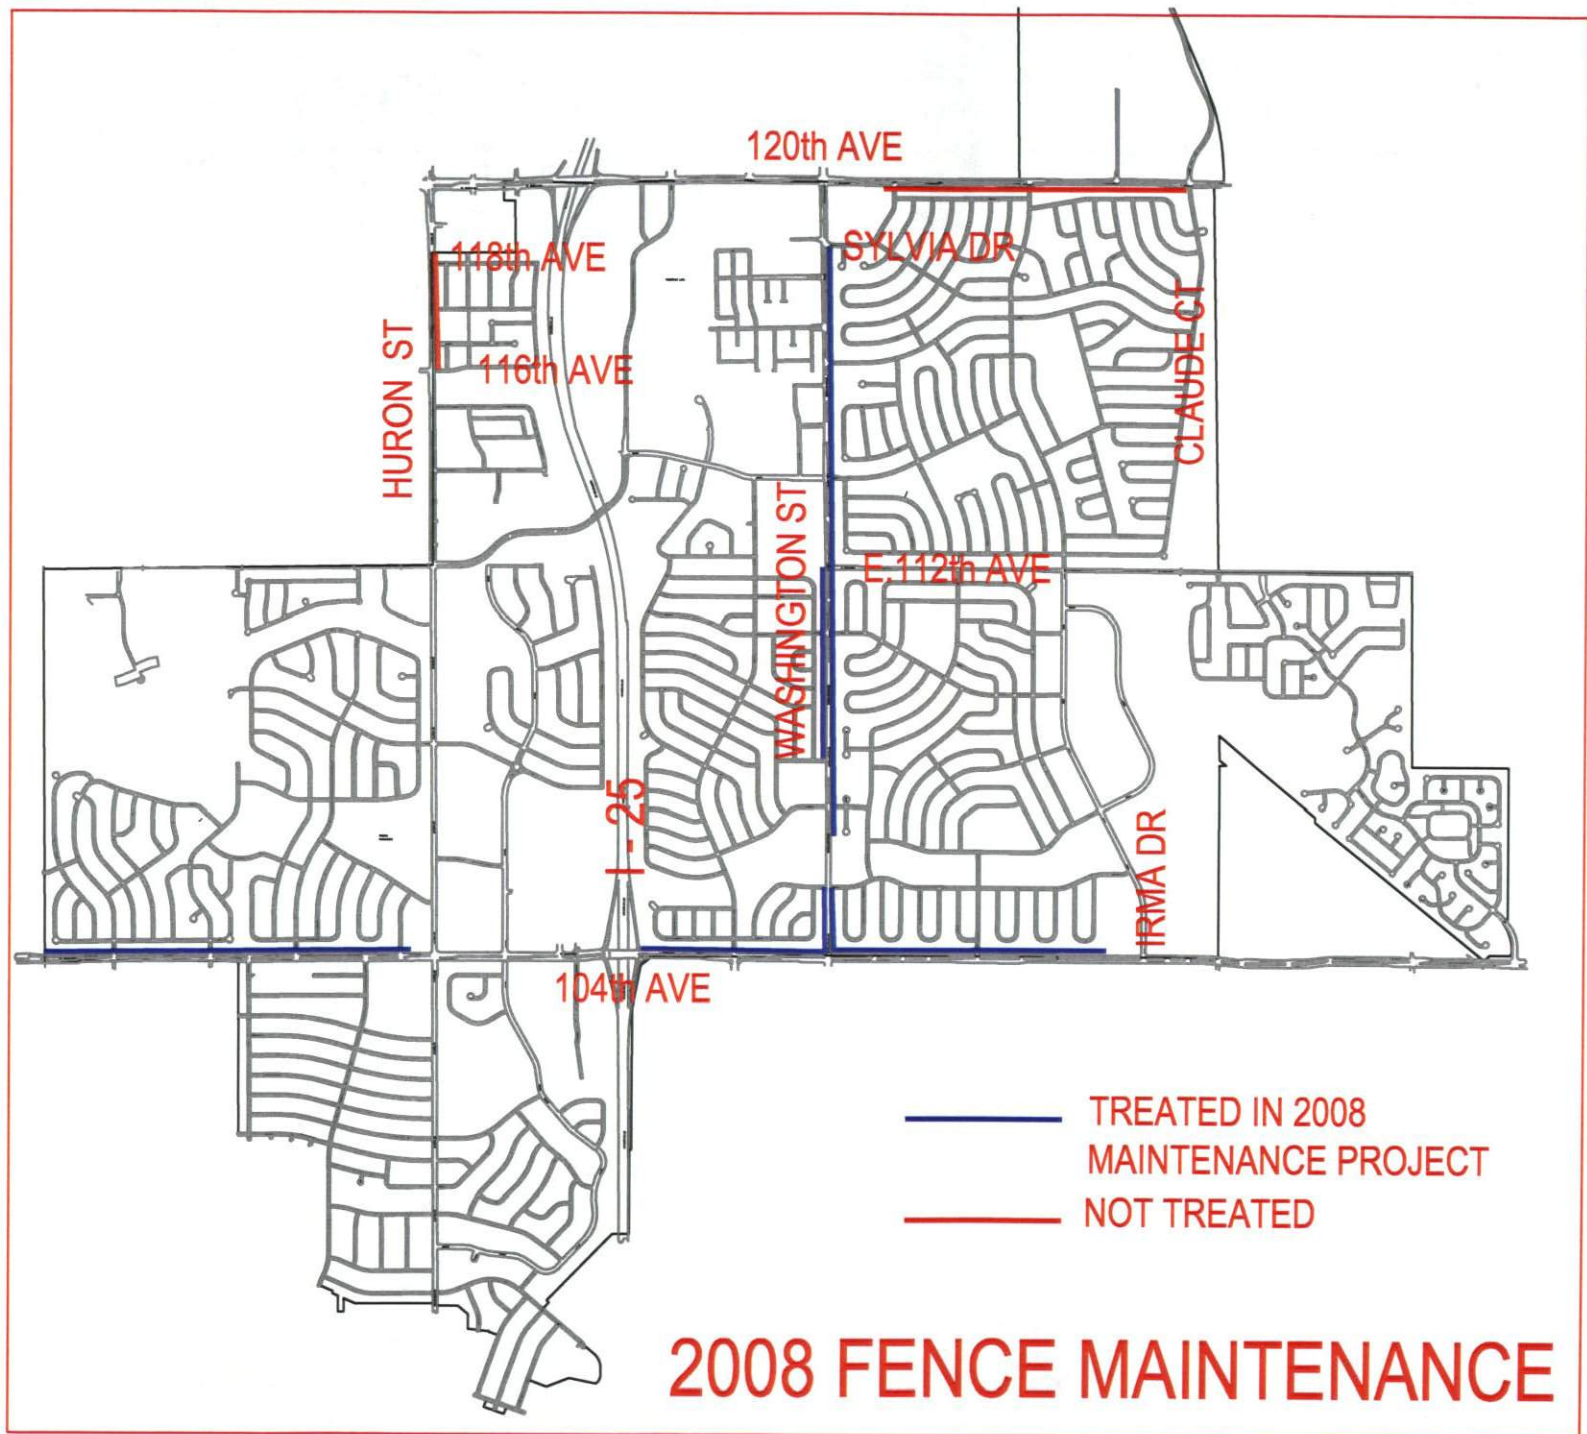 120th AVE
SYLVIA DR
118th AVE
HURON ST
116th AVE
CLAUDE CT
WASHINGTON ST
E.112th AVE
I - 25
IRMA DR
104th AVE
TREATED IN 2008
MAINTENANCE PROJECT
NOT TREATED
2008 FENCE MAINTENANCE